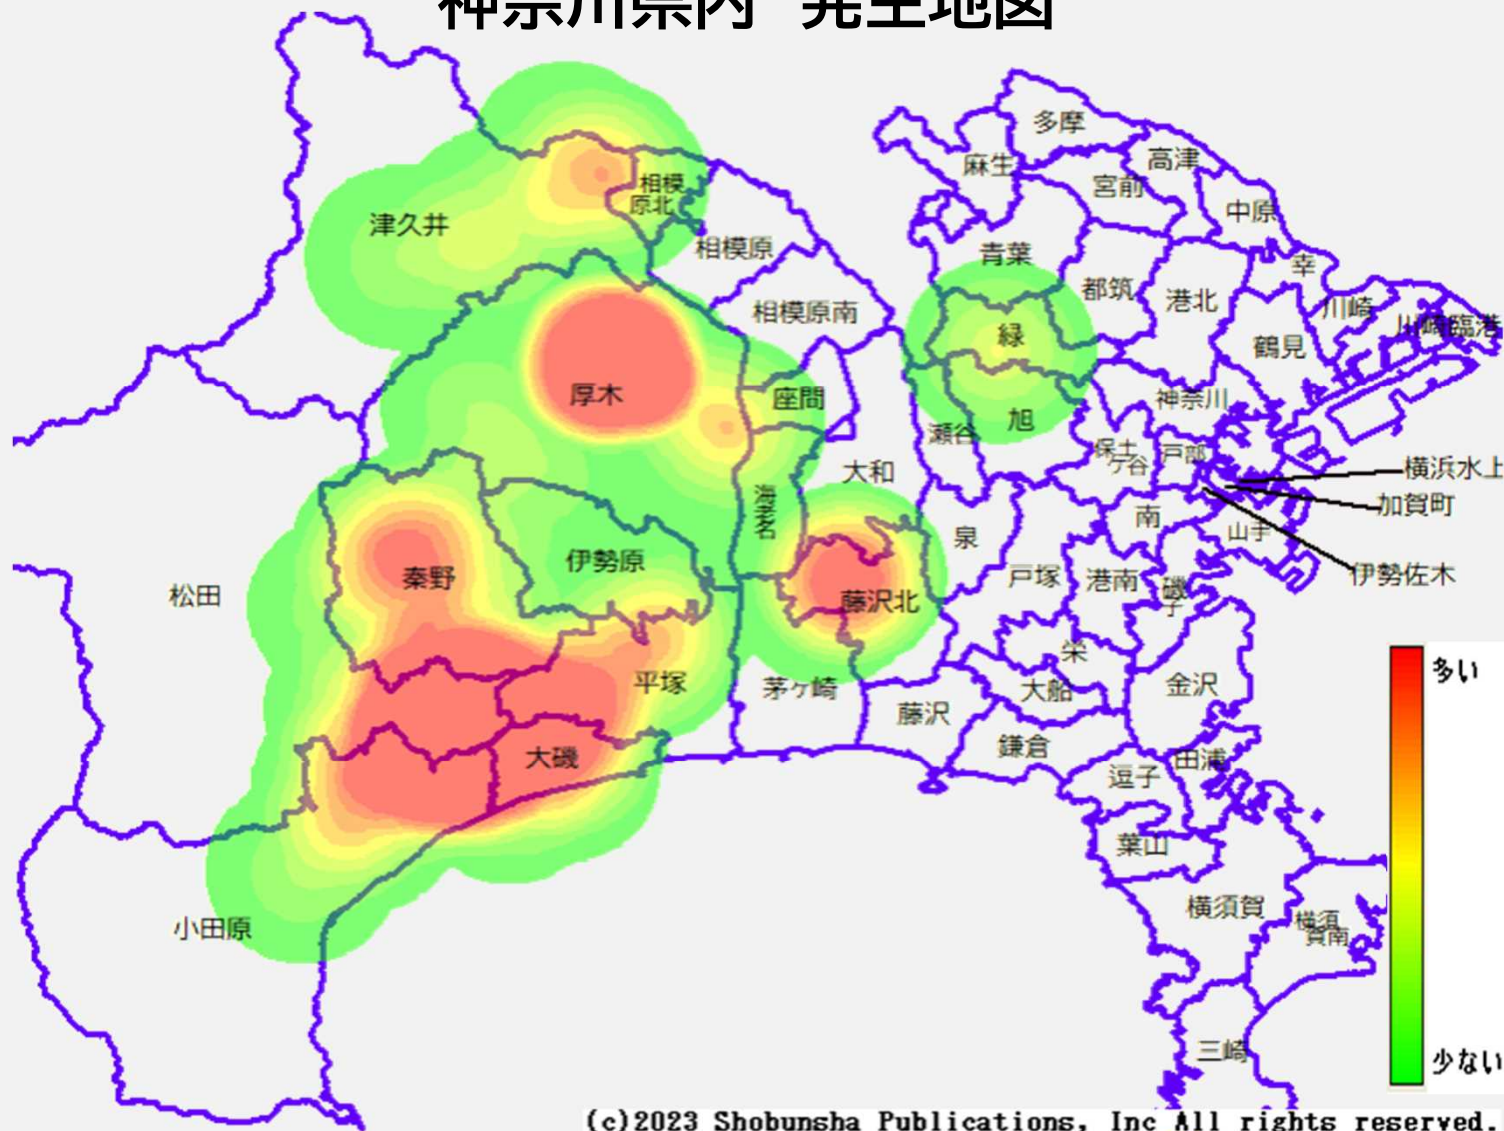 神奈川県内 発生地図
多摩
麻生
高津
宮前
中原
相模
原北
津久井
相模原
青葉
幸
都筑
港北
川崎
相模原南
川崎臨港
緑
鶴見
厚木
座間
神奈川
旭
瀬谷
保土
ケ谷
戸部
大和
横浜水上
海老名
加賀町
南
山手
泉
伊勢原
秦野
戸塚
港南
磯子
伊勢佐木
松田
藤沢北
栄
平塚
茅ヶ崎
大船
金沢
多い
藤沢
鎌倉
大磯
田浦
逗子
葉山
横須賀
横須
賀南
小田原
三崎
少ない
(c)2023 Shobunsha Publications, Inc All rights reserved.